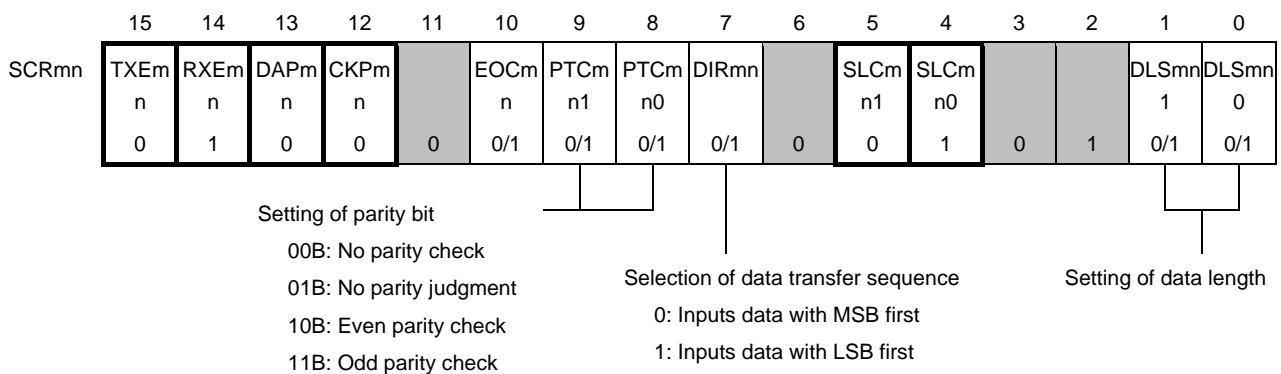 15 14 13 12 11 10 9 8 7 6 5 4 3 2 1 0
SCRmn TXEm RXEm DAPm CKPm EOCm PTCm PTCm DIRmn SLCm SLCm DLSmn DLSmn
n n n n n n1 n0 n1 n0 1 0
0 1 0 0 0 0/1 0/1 0/1 0/1 0 0 1 0 1 0/1 0/1
Setting of parity bit
00B: No parity check
01B: No parity judgment
10B: Even parity check
11B: Odd parity check
Selection of data transfer sequence
0: Inputs data with MSB first
1: Inputs data with LSB first
Setting of data length